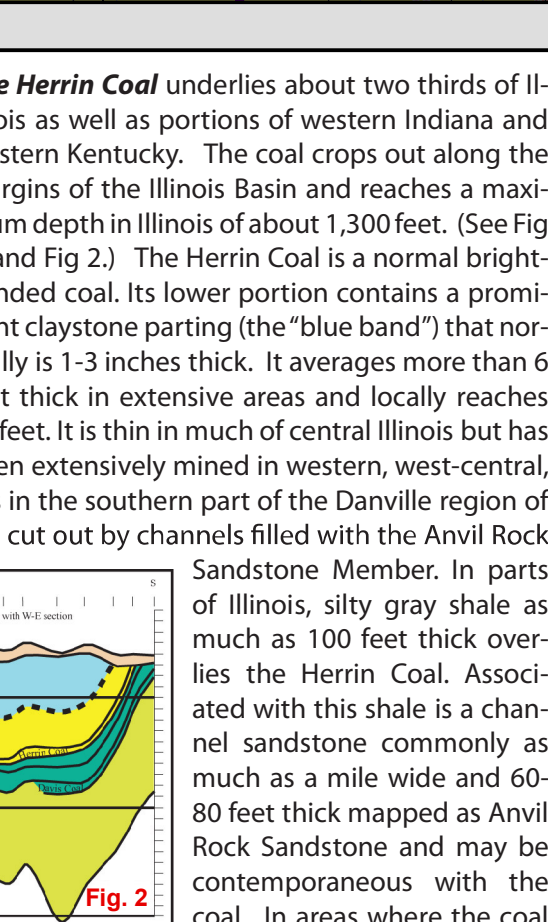 e Herrin Coal underlies about two thirds of Il-
ois as well as portions of western Indiana and
stern Kentucky. The coal crops out along the
rgins of the Illinois Basin and reaches a maxi-
um depth in Illinois of about 1,300 feet. (See Fig
and Fig 2.) The Herrin Coal is a normal bright-
nded coal. Its lower portion contains a promi-
nt claystone parting (the “blue band”) that nor-
lly is 1-3 inches thick. It averages more than 6
t thick in extensive areas and locally reaches
feet. It is thin in much of central Illinois but has
en extensively mined in western, west-central,
s in the southern part of the Danville region of
cut out by channels filled with the Anvil Rock
Sandstone Member. In parts
of Illinois, silty gray shale as
much as 100 feet thick over-
lies the Herrin Coal. Associ-
ated with this shale is a chan-
nel sandstone commonly as
much as a mile wide and 60-
80 feet thick mapped as Anvil
Rock Sandstone and may be
contemporaneous with the
coal. In areas where the coal
S
with W-E section
Herrin Coal
Davis Coal
Fig. 2